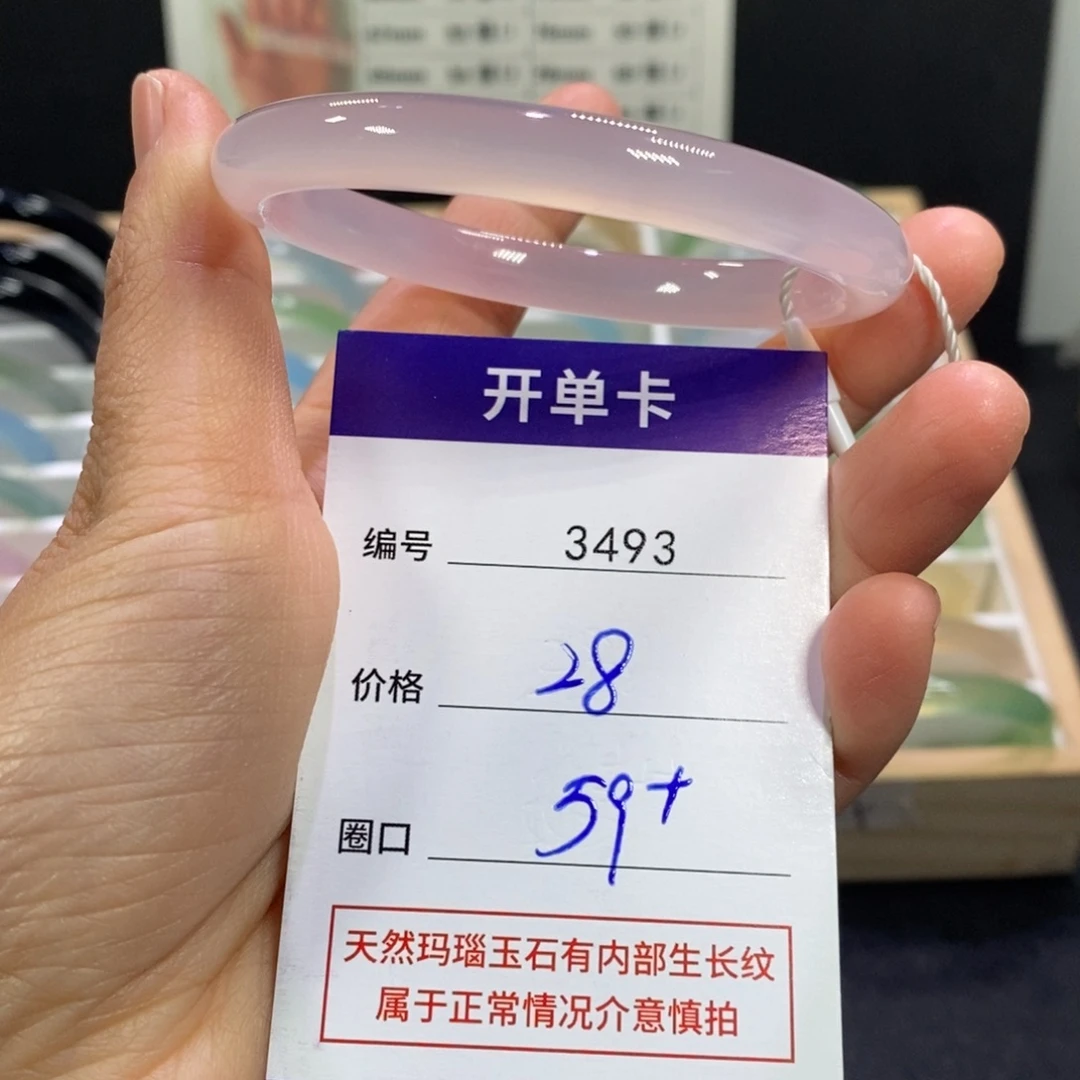 开单卡
编号 3493
价格 28
圈口 59+
天然玛瑙玉石有内部生长纹
属于正常情况介意慎拍